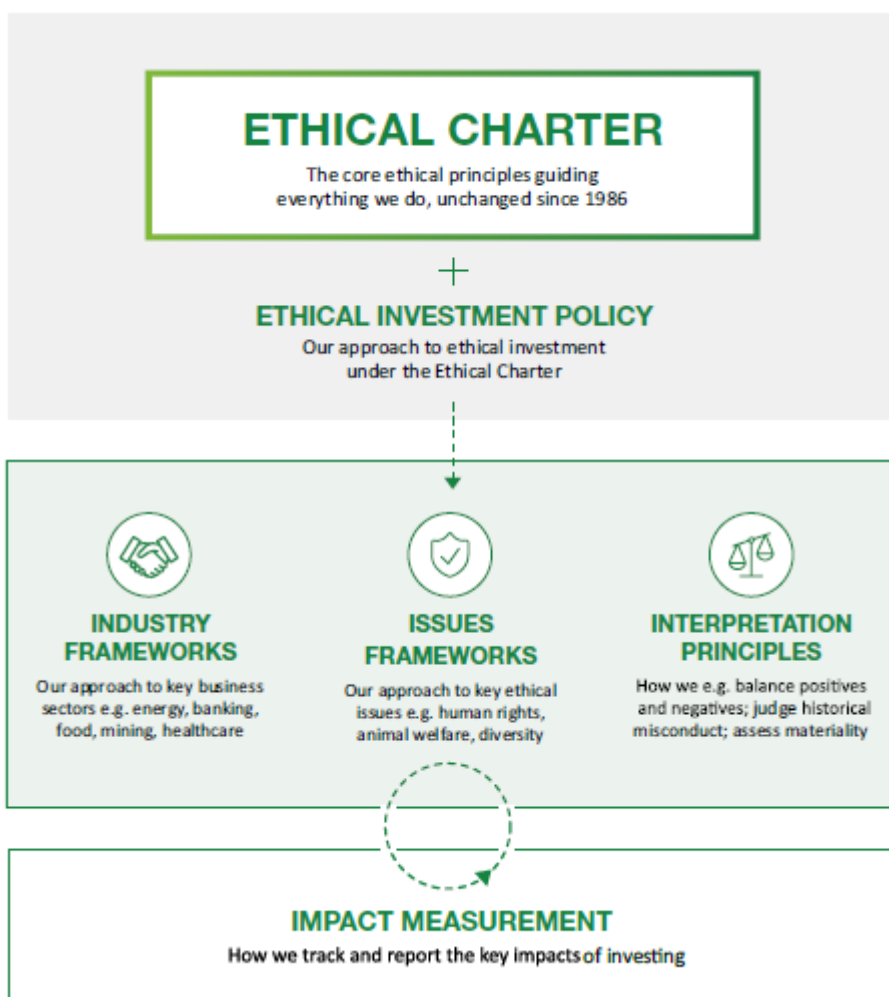 ETHICAL CHARTER
The core ethical principles guiding
everything we do, unchanged since 1986
+
ETHICAL INVESTMENT POLICY
Our approach to ethical investment
under the Ethical Charter
INDUSTRY
FRAMEWORKS
Our approach to key business
sectors e.g. energy, banking,
food, mining, healthcare
ISSUES
FRAMEWORKS
Our approach to key ethical
issues e.g. human rights,
animal welfare, diversity
INTERPRETATION
PRINCIPLES
How we e.g. balance positives
and negatives; judge historical
misconduct; assess materiality
IMPACT MEASUREMENT
How we track and report the key impacts of investing